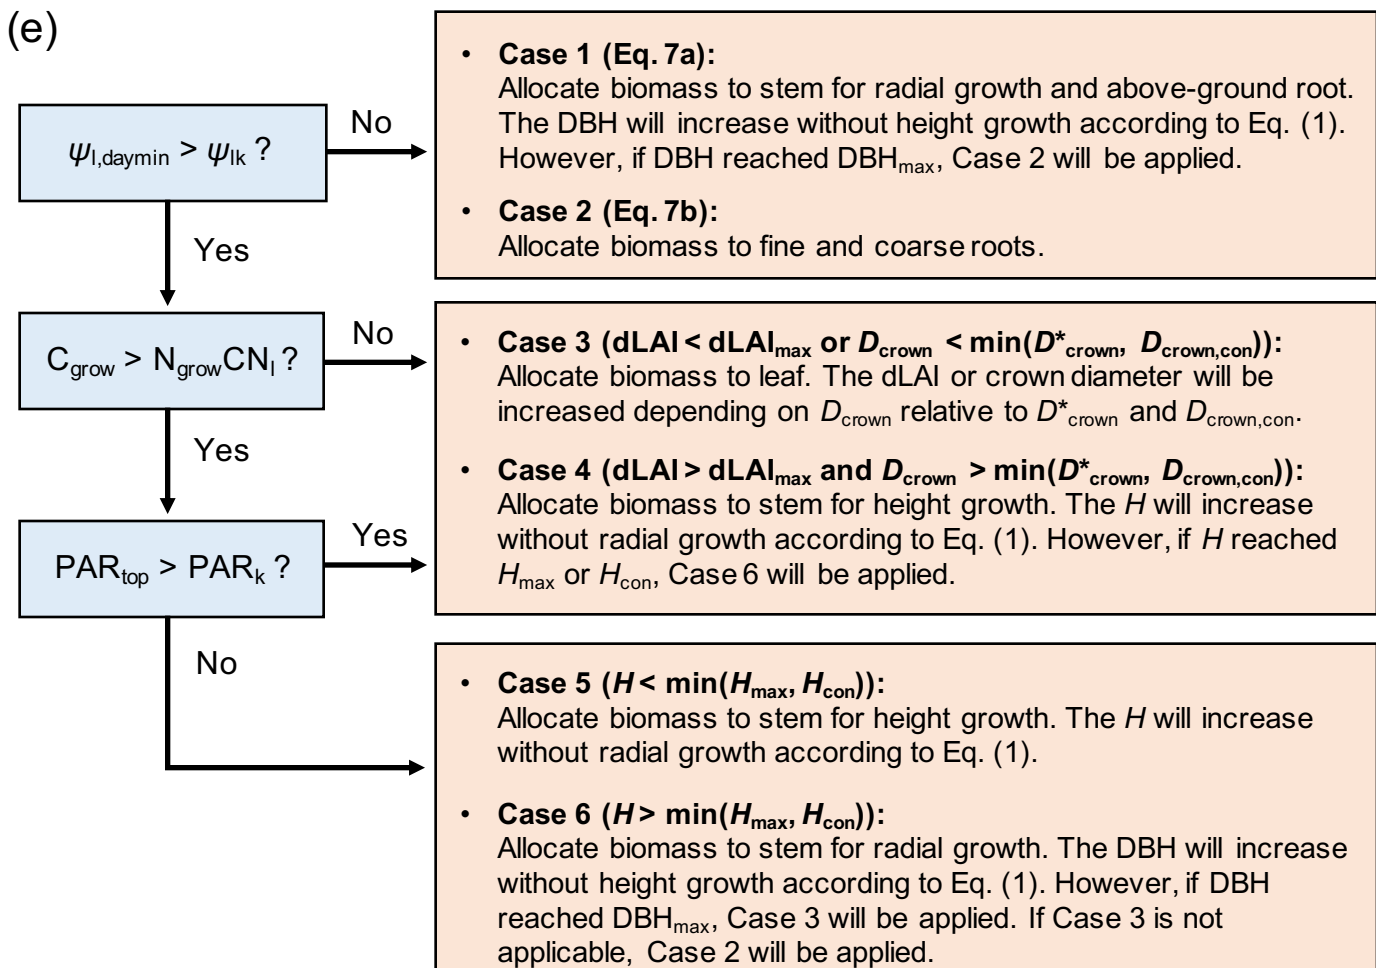 (e)
ψl,daymin > ψlk ?
No
Yes
• Case 1 (Eq. 7a):
Allocate biomass to stem for radial growth and above-ground root.
The DBH will increase without height growth according to Eq. (1).
However, if DBH reached DBHmax, Case 2 will be applied.
• Case 2 (Eq. 7b):
Allocate biomass to fine and coarse roots.
Cgrow > NgrowCNl ?
No
Yes
• Case 3 (dLAI < dLAImax or Dcrown < min(D*crown, Dcrown,con)):
Allocate biomass to leaf. The dLAI or crown diameter will be
increased depending on Dcrown relative to D*crown and Dcrown,con.
• Case 4 (dLAI > dLAImax and Dcrown > min(D*crown, Dcrown,con)):
Allocate biomass to stem for height growth. The H will increase
without radial growth according to Eq. (1). However, if H reached
Hmax or Hcon, Case 6 will be applied.
PARtop > PARk ?
Yes
No
• Case 5 (H < min(Hmax, Hcon)):
Allocate biomass to stem for height growth. The H will increase
without radial growth according to Eq. (1).
• Case 6 (H > min(Hmax, Hcon)):
Allocate biomass to stem for radial growth. The DBH will increase
without height growth according to Eq. (1). However, if DBH
reached DBHmax, Case 3 will be applied. If Case 3 is not
applicable, Case 2 will be applied.